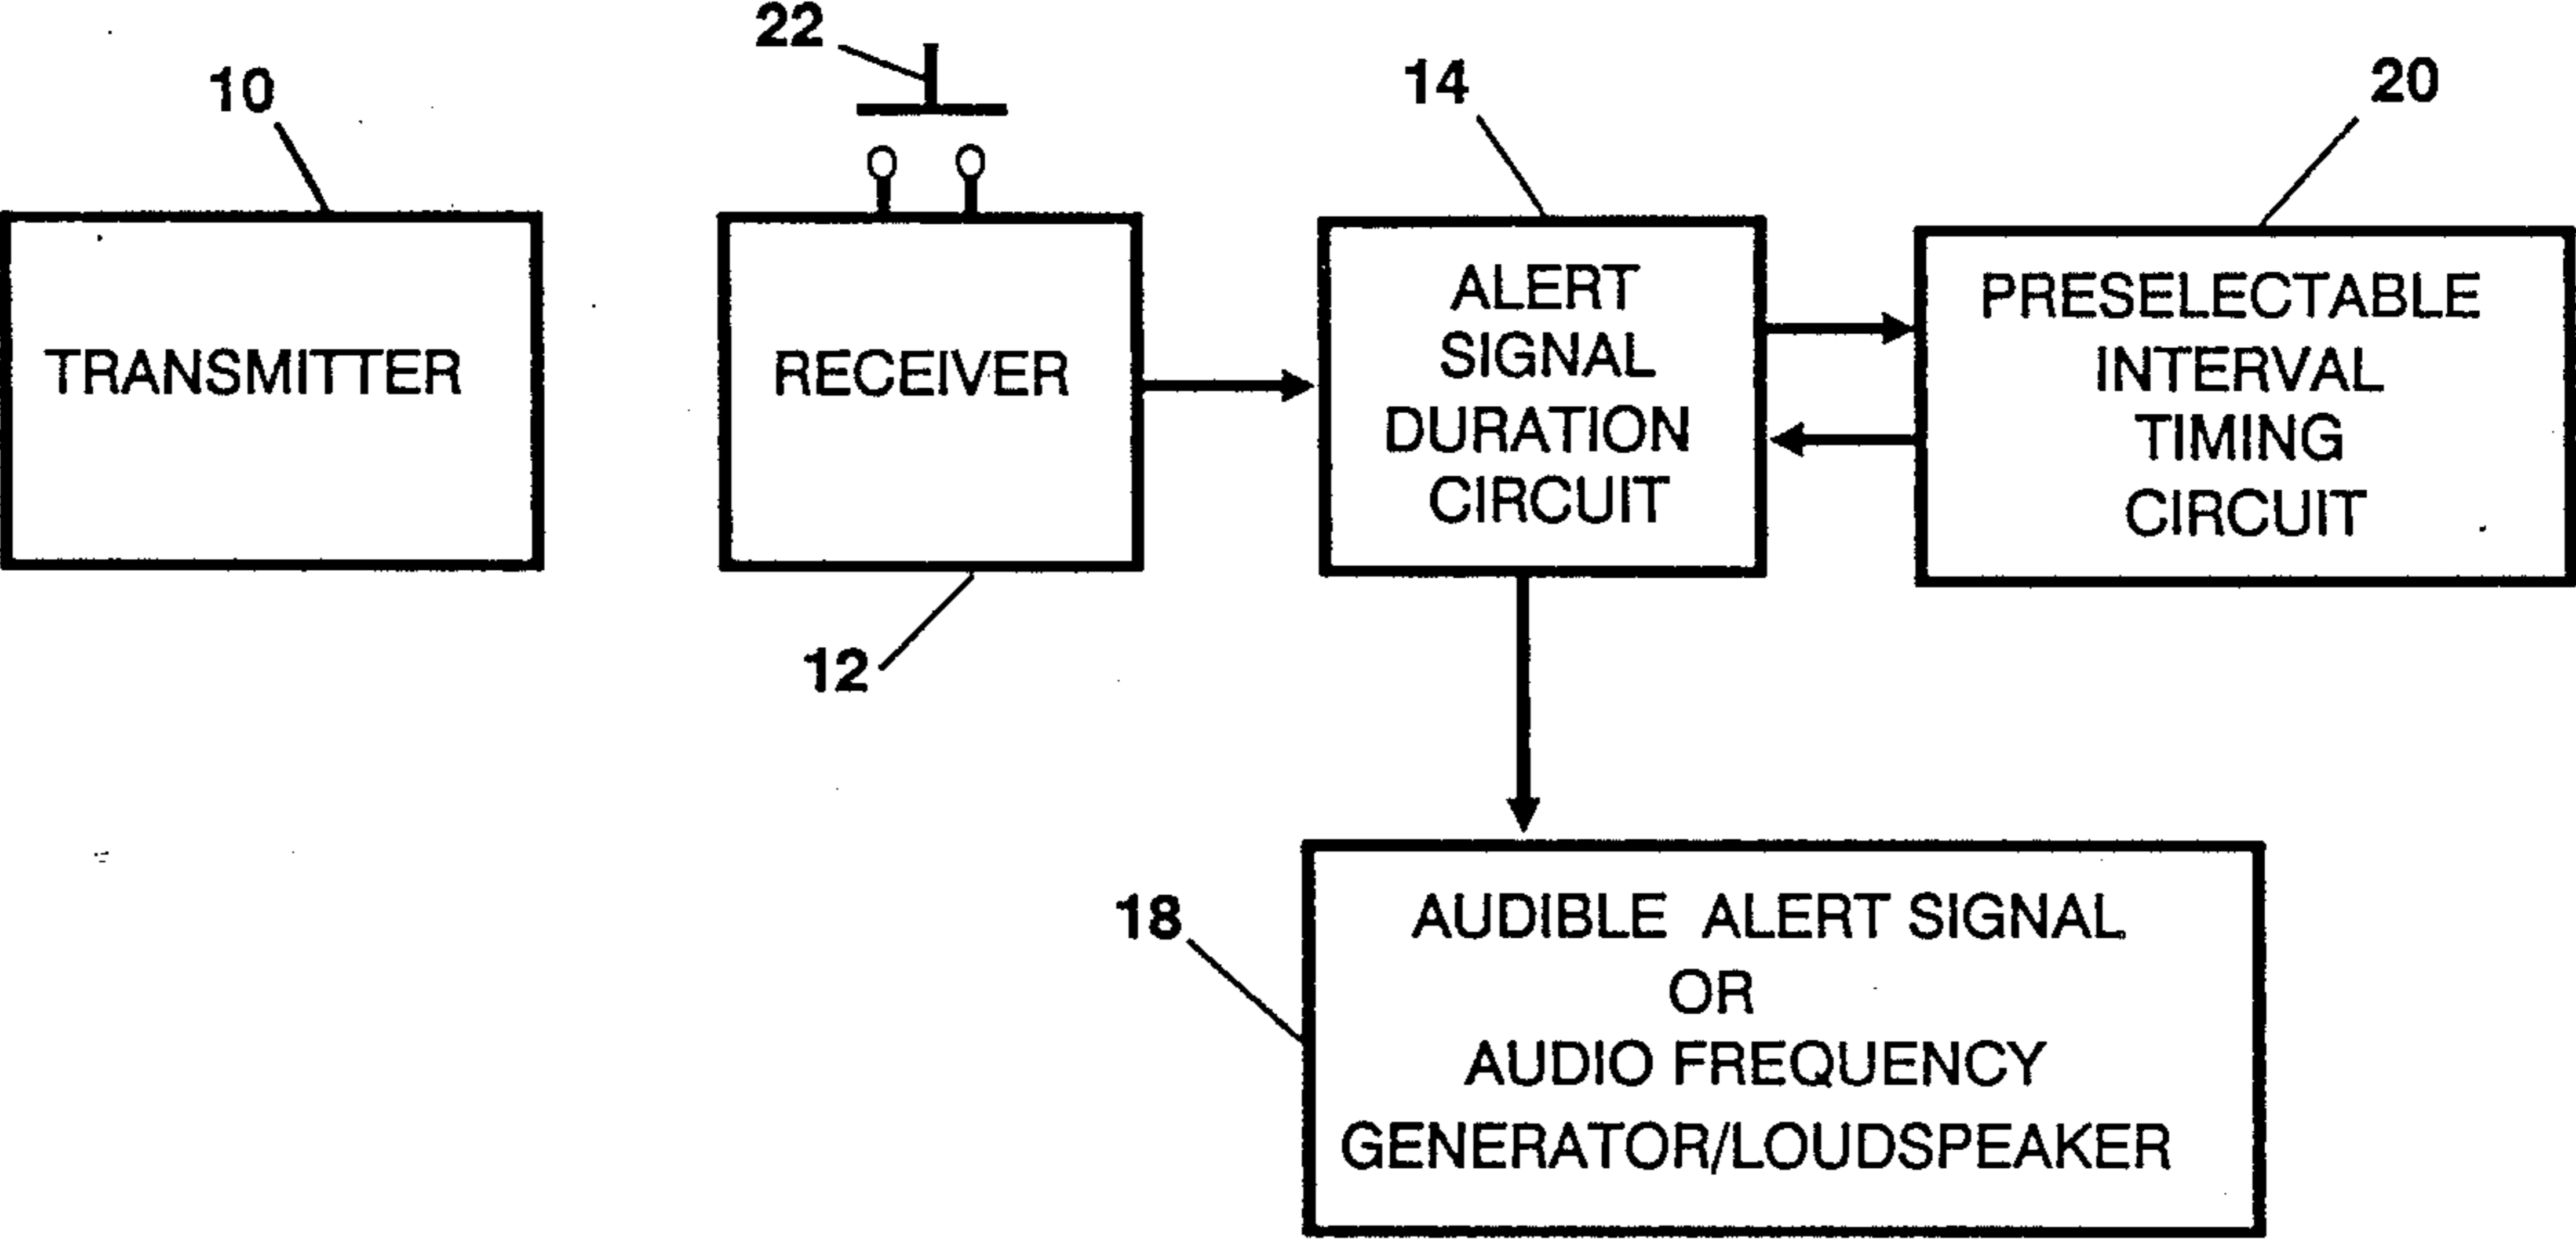 22
10
14
20
TRANSMITTER
RECEIVER
ALERT
SIGNAL
DURATION
CIRCUIT
PRESELECTABLE
INTERVAL
TIMING
CIRCUIT
12
18
AUDIBLE ALERT SIGNAL
OR
AUDIO FREQUENCY
GENERATOR/LOUDSPEAKER